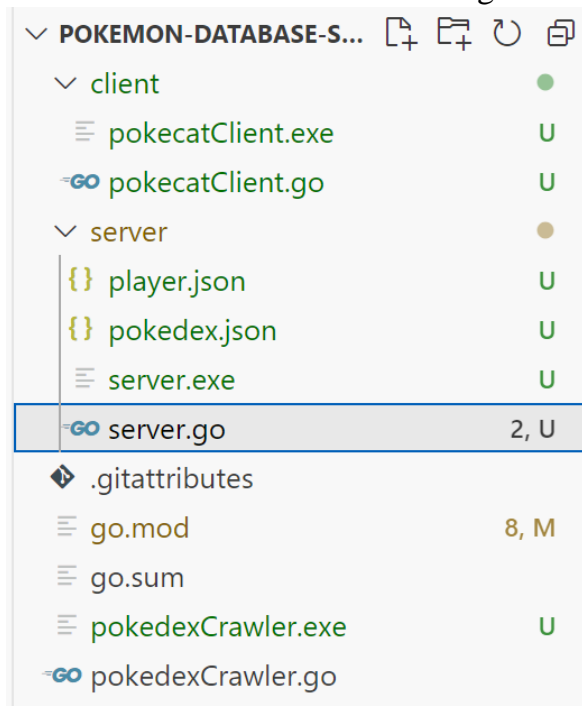 POKEMON-DATABASE-S...
client
pokecatClient.exe U
GO pokecatClient.go U
server
{} player.json U
{} pokedex.json U
server.exe U
GO server.go 2, U
.gitattributes
go.mod 8, M
go.sum
pokedexCrawler.exe U
GO pokedexCrawler.go